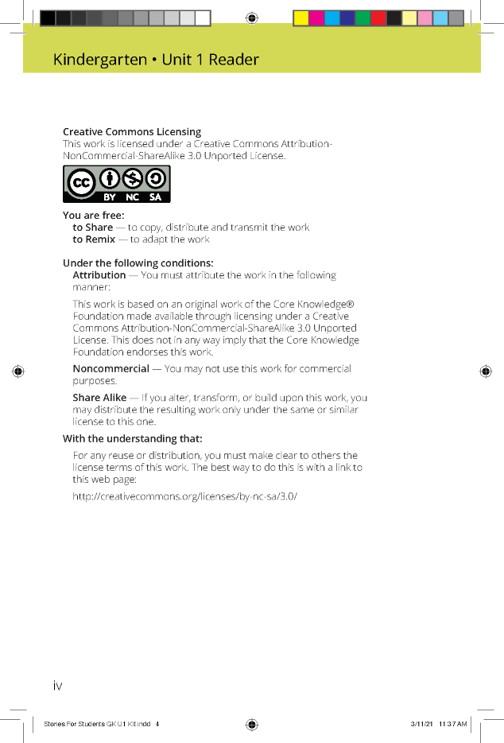 Kindergarten • Unit 1 Reader
Creative Commons Licensing
This work is licensed under a Creative Commons Attribution-
NonCommercial-ShareAlike 3.0 Unported License.
cc
BY NC SA
You are free:
to Share — to copy, distribute and transmit the work
to Remix — to adapt the work
Under the following conditions:
Attribution — You must attribute the work in the following
manner:
This work is based on an original work of the Core Knowledge®
Foundation made available through licensing under a Creative
Commons Attribution-NonCommercial-ShareAlike 3.0 Unported
License. This does not in any way imply that the Core Knowledge
Foundation endorses this work.
Noncommercial — You may not use this work for commercial
purposes.
Share Alike — If you alter, transform, or build upon this work, you
may distribute the resulting work only under the same or similar
license to this one.
With the understanding that:
For any reuse or distribution, you must make clear to others the
license terms of this work. The best way to do this is with a link to
this web page:
http://creativecommons.org/licenses/by-nc-sa/3.0/
iv
Stories For Students GK U1 Kit.indd 4
3/11/21 11:37 AM